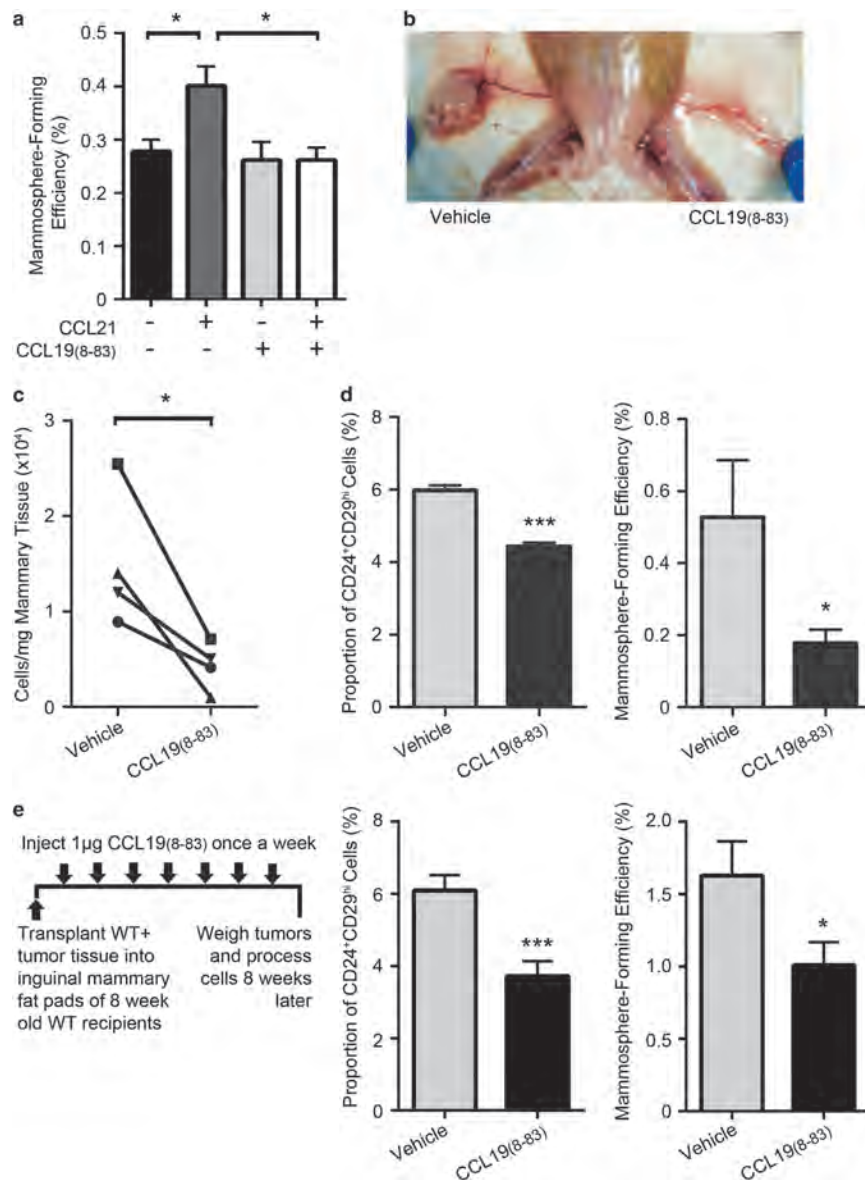 a
*
*
Mammosphere-Forming
Efficiency (%)
0.5
0.4
0.3
0.2
0.1
0
CCL21 - + - +
CCL19(8-83) - - + +
b
Vehicle
CCL19(8-83)
c
*
Cells/mg Mammary Tissue (x10⁴)
3
2
1
0
Vehicle
CCL19(8-83)
d
Proportion of CD24⁺CD29ʰⁱ Cells (%)
8
6
4
2
0
***
Vehicle
CCL19(8-83)
Mammosphere-Forming Efficiency (%)
0.8
0.6
0.4
0.2
0
*
Vehicle
CCL19(8-83)
e
Inject 1µg CCL19(8-83) once a week
Transplant WT+
tumor tissue into
inguinal mammary
fat pads of 8 week
old WT recipients
Weigh tumors
and process
cells 8 weeks
later
Proportion of CD24⁺CD29ʰⁱ Cells (%)
8
6
4
2
0
***
Vehicle
CCL19(8-83)
Mammosphere-Forming Efficiency (%)
2.0
1.5
1.0
0.5
0
*
Vehicle
CCL19(8-83)